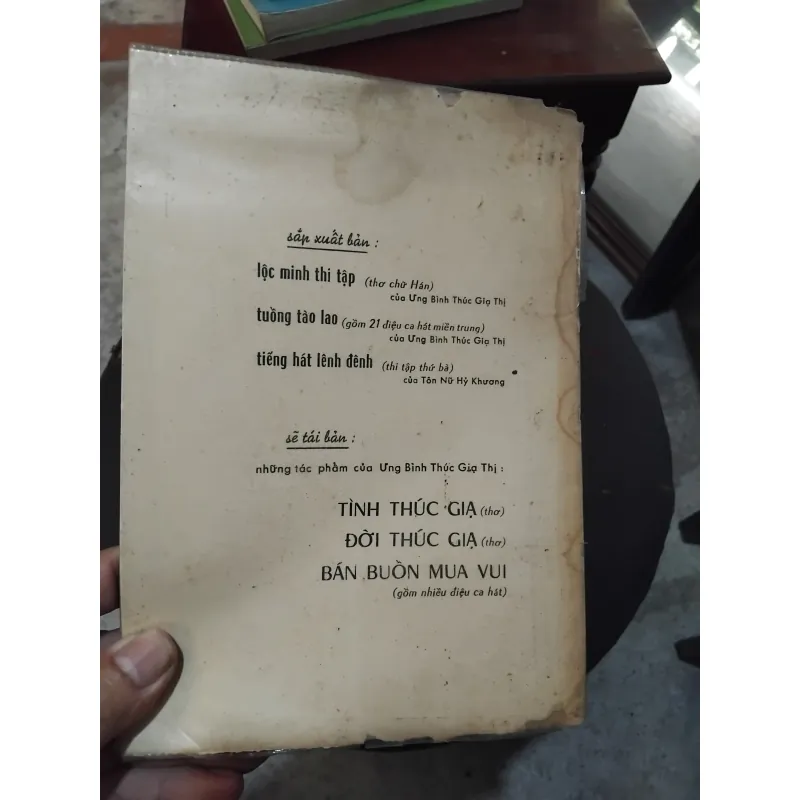 sắp xuất bản :
lộc minh thi tập (thơ chữ Hán)
của Ưng Bình Thúc Giạ Thị
tuồng tào lao (gồm 21 điệu ca hát miền trung)
của Ưng Bình Thúc Giạ Thị
tiếng hát lênh đênh (thi tập thứ ba)
của Tôn Nữ Hỷ Khương
sẽ tái bản :
những tác phẩm của Ưng Bình Thúc Giạ Thị :
TÌNH THÚC GIẠ (thơ)
ĐỜI THÚC GIẠ (thơ)
BÁN BUỒN MUA VUI
(gồm nhiều điệu ca hát)